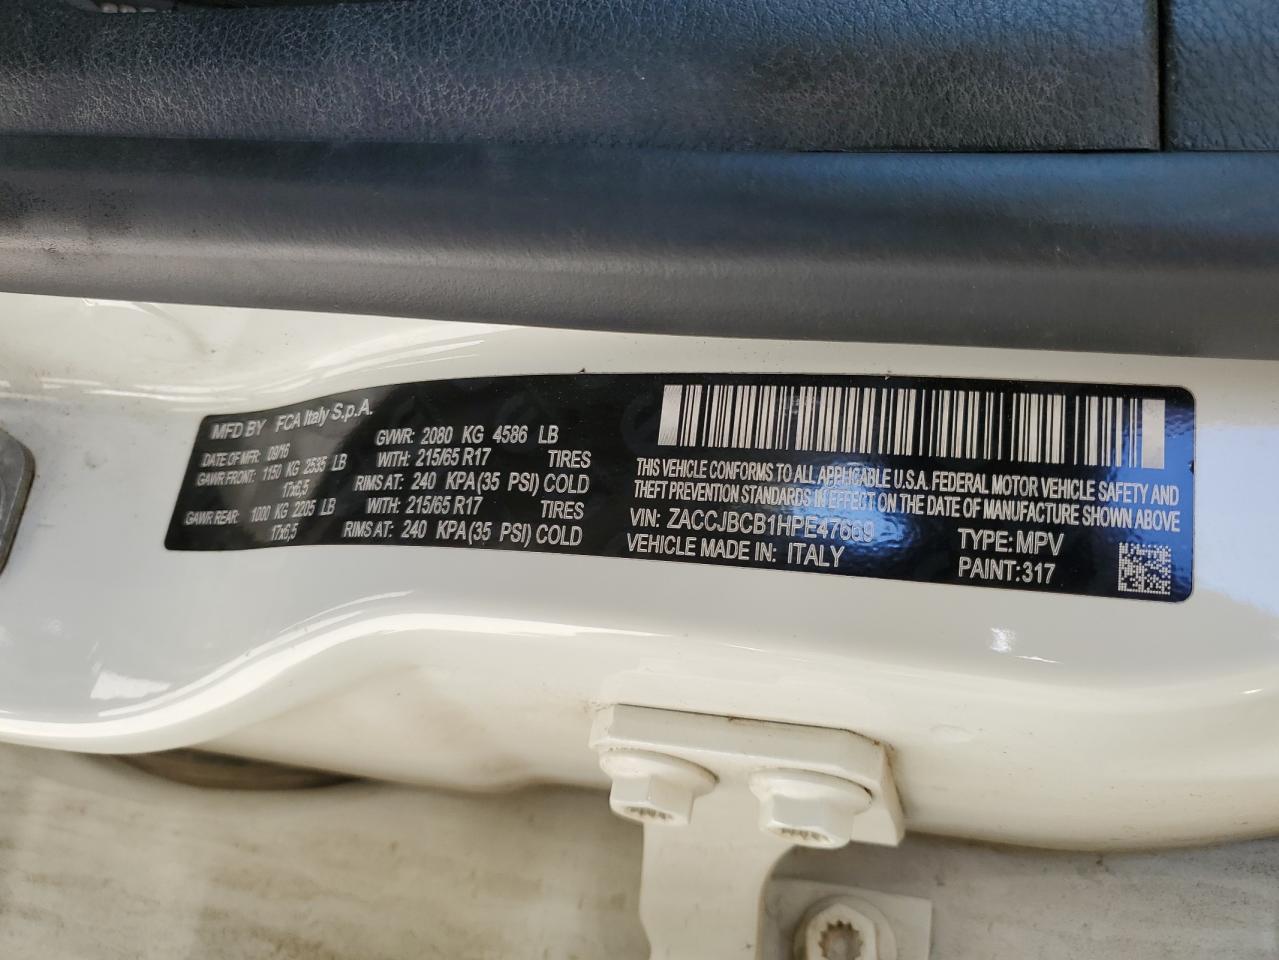 MFD BY FCA Italy S.p.A.
DATE OF MFR: 09/16 GVWR: 2080 KG 4586 LB
GAWR FRONT: 1150 KG 2535 LB WITH: 215/65 R17 TIRES
17x6,5 RIMS AT: 240 KPA(35 PSI) COLD
GAWR REAR: 1000 KG 2205 LB WITH: 215/65 R17 TIRES
17x6,5 RIMS AT: 240 KPA(35 PSI) COLD
THIS VEHICLE CONFORMS TO ALL APPLICABLE U.S.A. FEDERAL MOTOR VEHICLE SAFETY AND
THEFT PREVENTION STANDARDS IN EFFECT ON THE DATE OF MANUFACTURE SHOWN ABOVE
VIN: ZACCJBCB1HPE47669 TYPE:MPV
VEHICLE MADE IN: ITALY PAINT:317